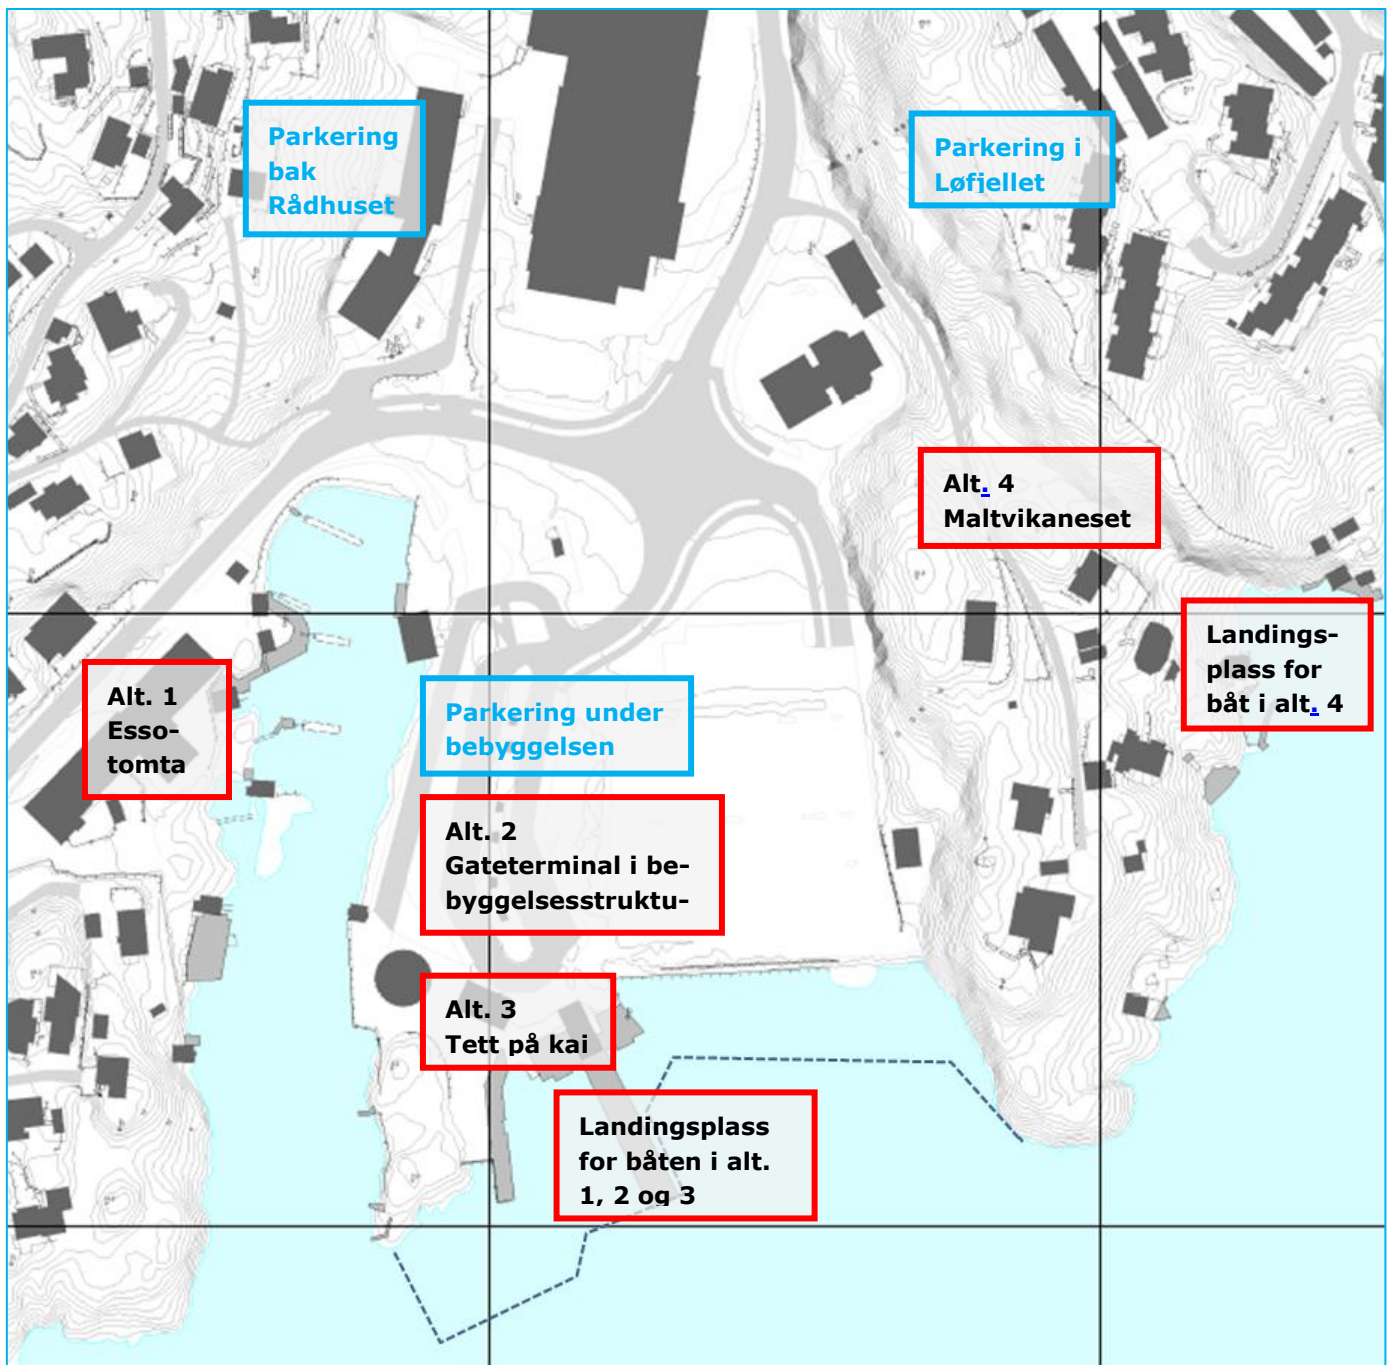 Parkering
bak
Rådhuset
Parkering i
Løfjellet
Alt. 4
Maltvikaneset
Landings-
plass for
båt i alt. 4
Alt. 1
Esso-
tomta
Parkering under
bebyggelsen
Alt. 2
Gateterminal i be-
byggelsesstruktu-
Alt. 3
Tett på kai
Landingsplass
for båten i alt.
1, 2 og 3